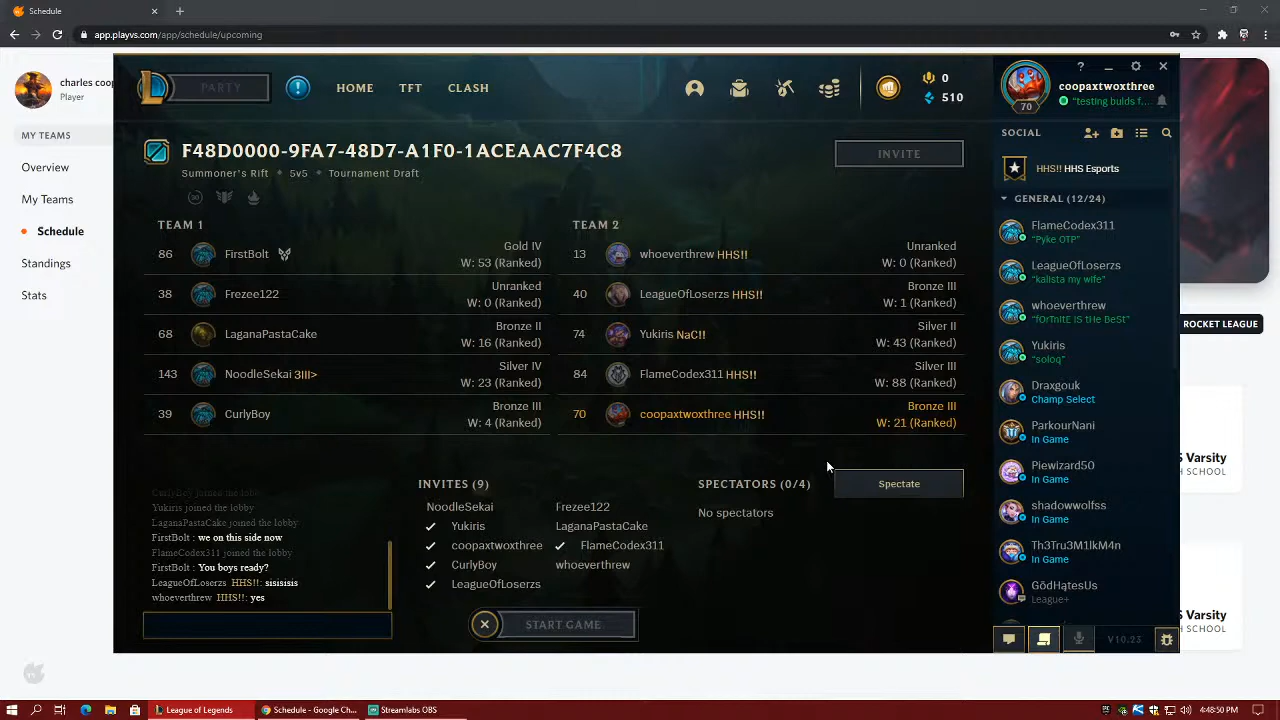 Schedule
app.playvs.com/app/schedule/upcoming
charles coo
Player
MY TEAMS
Overview
My Teams
Schedule
Standings
Stats
PARTY
HOME
TFT
CLASH
0
510
F48D0000-9FA7-48D7-A1F0-1ACEAAC7F4C8
Summoner's Rift • 5v5 • Tournament Draft
30
INVITE
TEAM 1
86 FirstBolt Gold IV
W: 53 (Ranked)
38 Frezee122 Unranked
W: 0 (Ranked)
68 LaganaPastaCake Bronze II
W: 16 (Ranked)
143 NoodleSekai 3III> Silver IV
W: 23 (Ranked)
39 CurlyBoy Bronze III
W: 4 (Ranked)
TEAM 2
13 whoeverthrew HHS!! Unranked
W: 0 (Ranked)
40 LeagueOfLoserzs HHS!! Bronze III
W: 1 (Ranked)
74 Yukiris NaC!! Silver II
W: 43 (Ranked)
84 FlameCodex311 HHS!! Silver III
W: 88 (Ranked)
70 coopaxtwoxthree HHS!! Bronze III
W: 21 (Ranked)
CurlyBoy joined the lobby
Yukiris joined the lobby
LaganaPastaCake joined the lobby
FirstBolt : we on this side now
FlameCodex311 joined the lobby
FirstBolt : You boys ready?
LeagueOfLoserzs HHS!!: sisisisis
whoeverthrew HHS!!: yes
INVITES (9)
NoodleSekai Frezee122
Yukiris LaganaPastaCake
coopaxtwoxthree FlameCodex311
CurlyBoy whoeverthrew
LeagueOfLoserzs
SPECTATORS (0/4)
Spectate
No spectators
START GAME
70
coopaxtwoxthree
"testing bulds f...
SOCIAL
HHS!! HHS Esports
GENERAL (12/24)
FlameCodex311
"Pyke OTP"
LeagueOfLoserzs
"kalista my wife"
whoeverthrew
"fOrTnItE iS tHe BeST"
Yukiris
"soloq"
Draxgouk
Champ Select
ParkourNani
In Game
Piewizard50
In Game
shadowwolfss
In Game
Th3Tru3M1lkM4n
In Game
GödHątesUs
League+
V10.23
ROCKET LEAGUE
S Varsity
H SCHOOL
S Varsity
H SCHOOL
League of Legends
Schedule - Google Ch...
Streamlabs OBS
4:48:50 PM